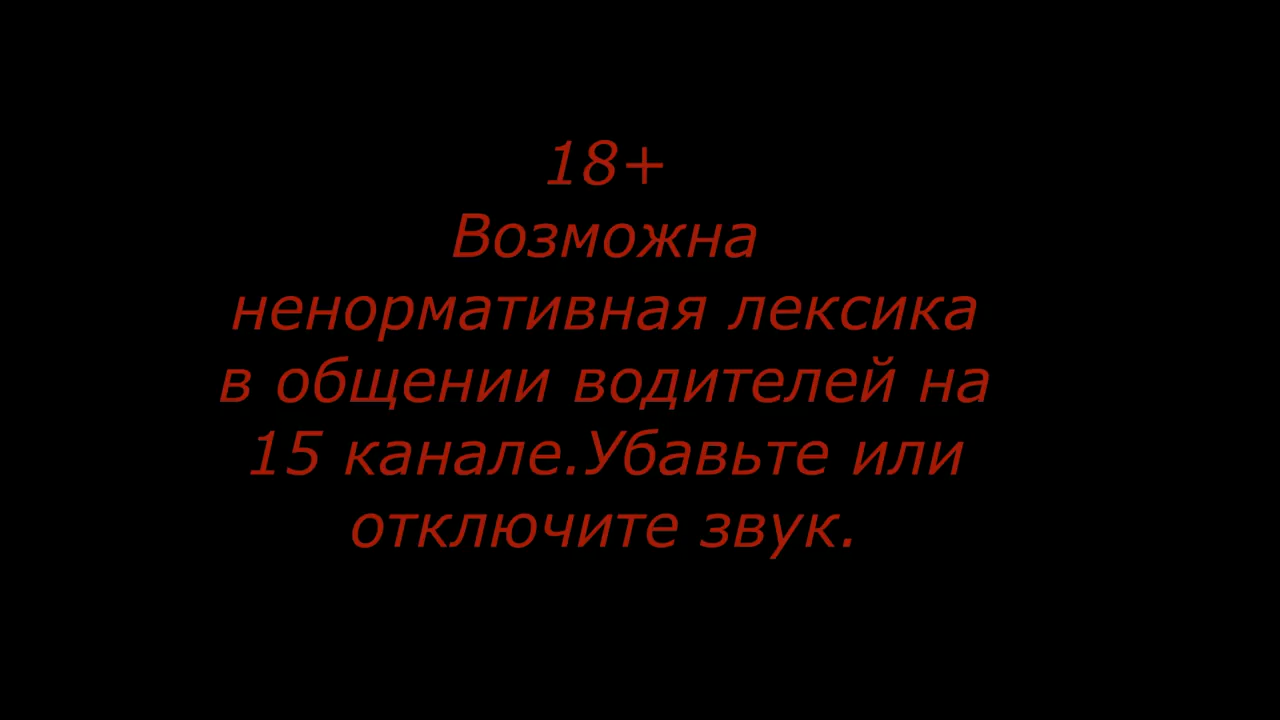 18+
Возможна
ненормативная лексика
в общении водителей на
15 канале.Убавьте или
отключите звук.